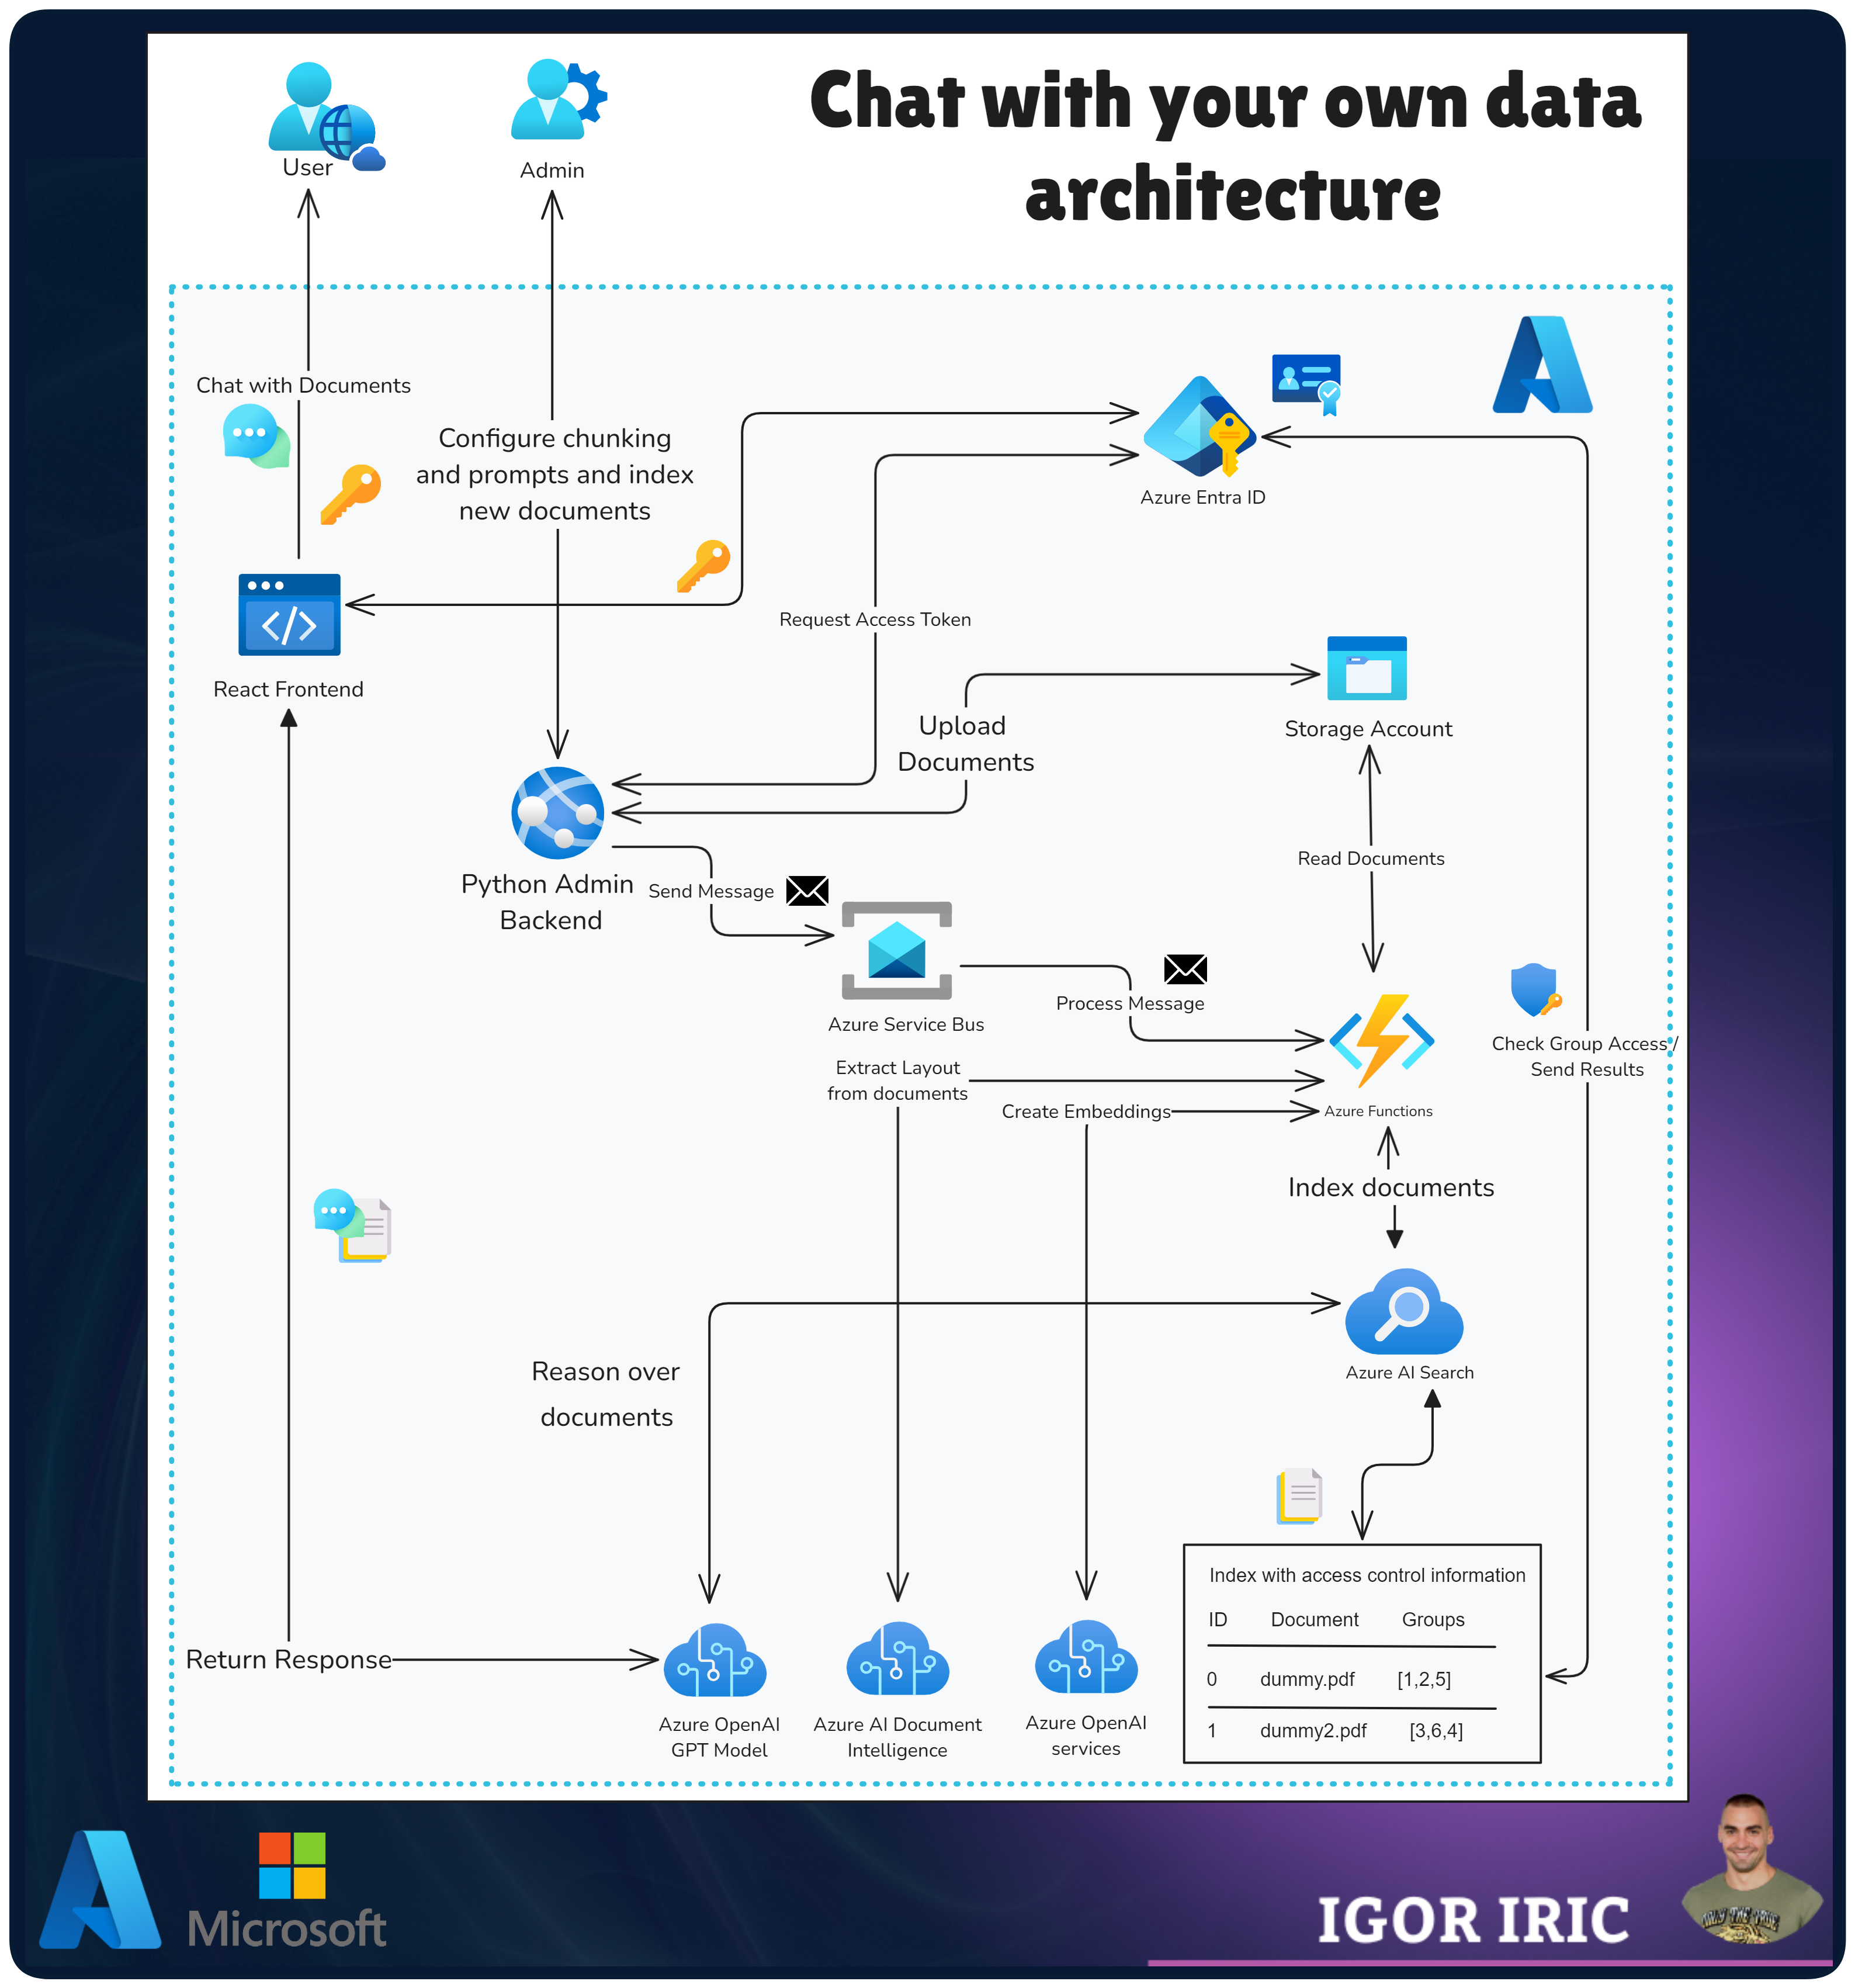 Chat with your own data
architecture
User
Admin
Chat with Documents
Configure chunking
and prompts and index
new documents
Azure Entra ID
Request Access Token
React Frontend
Upload
Documents
Storage Account
Read Documents
Python Admin
Backend
Send Message
Azure Service Bus
Process Message
Check Group Access /
Send Results
Extract Layout
from documents
Create Embeddings
Azure Functions
Index documents
Reason over
documents
Azure AI Search
Index with access control information
ID Document Groups
0 dummy.pdf [1,2,5]
1 dummy2.pdf [3,6,4]
Return Response
Azure OpenAI
GPT Model
Azure AI Document
Intelligence
Azure OpenAI
services
Microsoft
IGOR IRIC